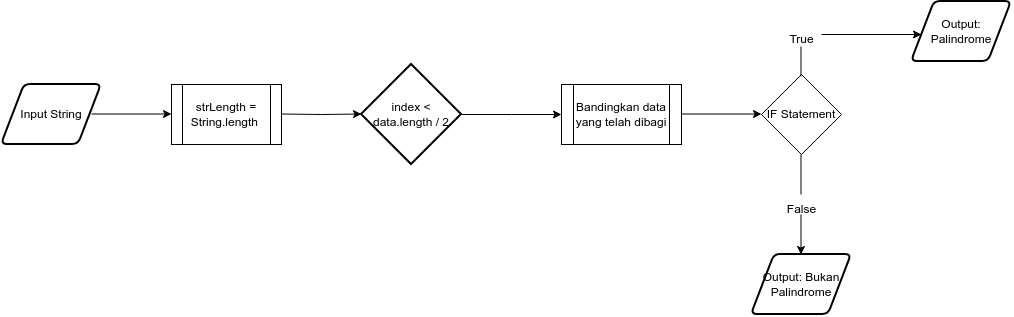 Input String
strLength =
String.length
index <
data.length / 2
Bandingkan data
yang telah dibagi
IF Statement
True
Output:
Palindrome
False
Output: Bukan
Palindrome